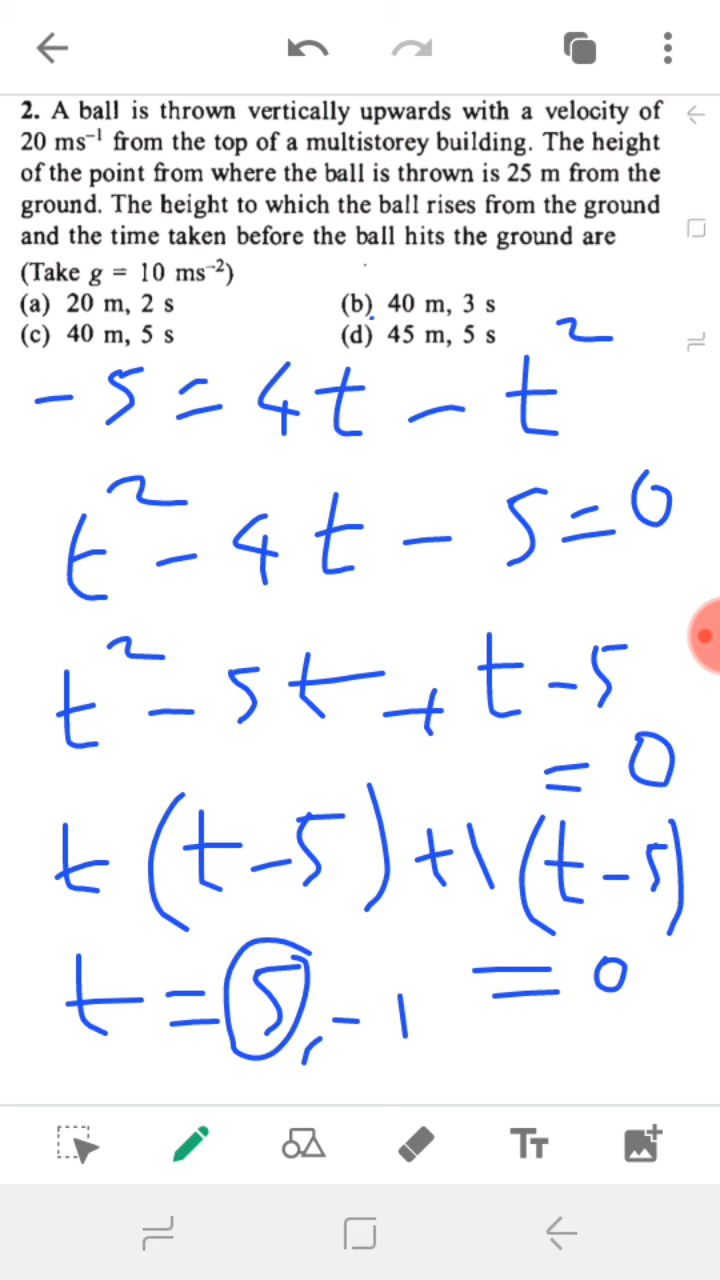 2. A ball is thrown vertically upwards with a velocity of
20 ms⁻¹ from the top of a multistorey building. The height
of the point from where the ball is thrown is 25 m from the
ground. The height to which the ball rises from the ground
and the time taken before the ball hits the ground are
(Take g = 10 ms⁻²)
(a) 20 m, 2 s (b) 40 m, 3 s
(c) 40 m, 5 s (d) 45 m, 5 s
-5 = 4t - t²
t² - 4t - 5 = 0
t² - 5t + t - 5
= 0
t(t-5) + 1(t-5)
t = 5, -1 = 0
TT